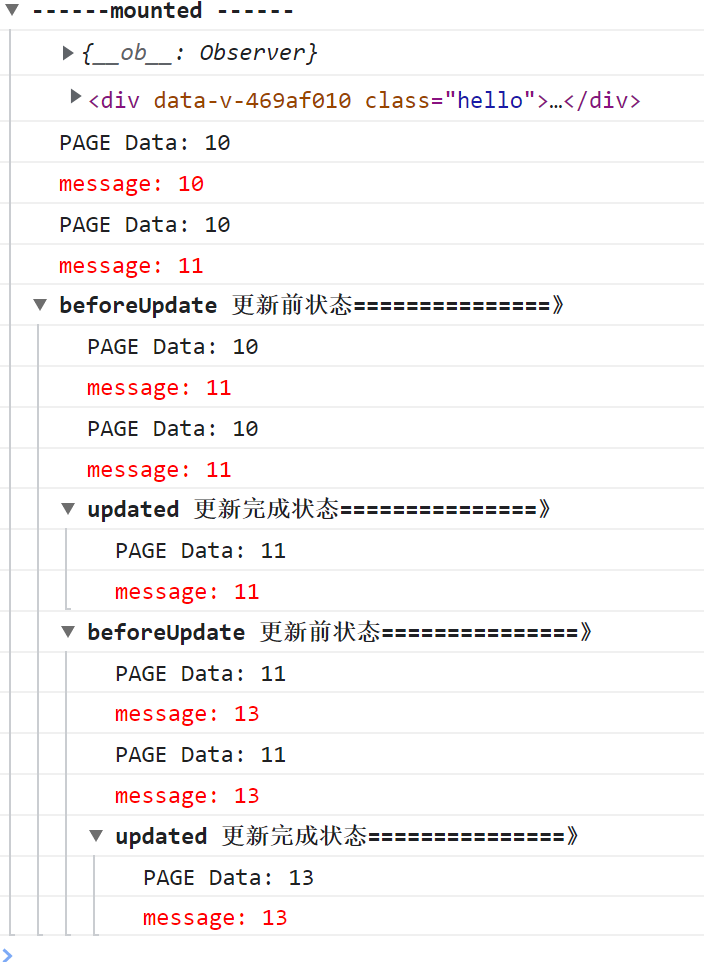 ------mounted ------
{__ob__: Observer}
<div data-v-469af010 class="hello">…</div>
PAGE Data: 10
message: 10
PAGE Data: 10
message: 11
beforeUpdate 更新前状态===============》
PAGE Data: 10
message: 11
PAGE Data: 10
message: 11
updated 更新完成状态===============》
PAGE Data: 11
message: 11
beforeUpdate 更新前状态===============》
PAGE Data: 11
message: 13
PAGE Data: 11
message: 13
updated 更新完成状态===============》
PAGE Data: 13
message: 13